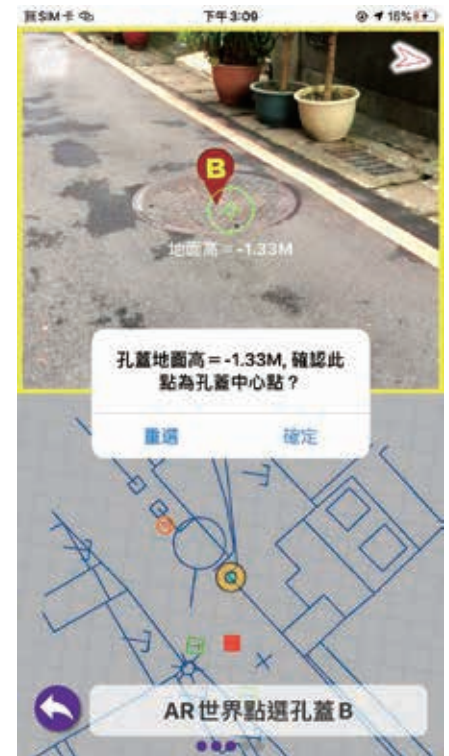 無SIM卡
下午3:09
15%
B
地面高=-1.33M
孔蓋地面高=-1.33M, 確認此
點為孔蓋中心點？
重選
確定
AR世界點選孔蓋B